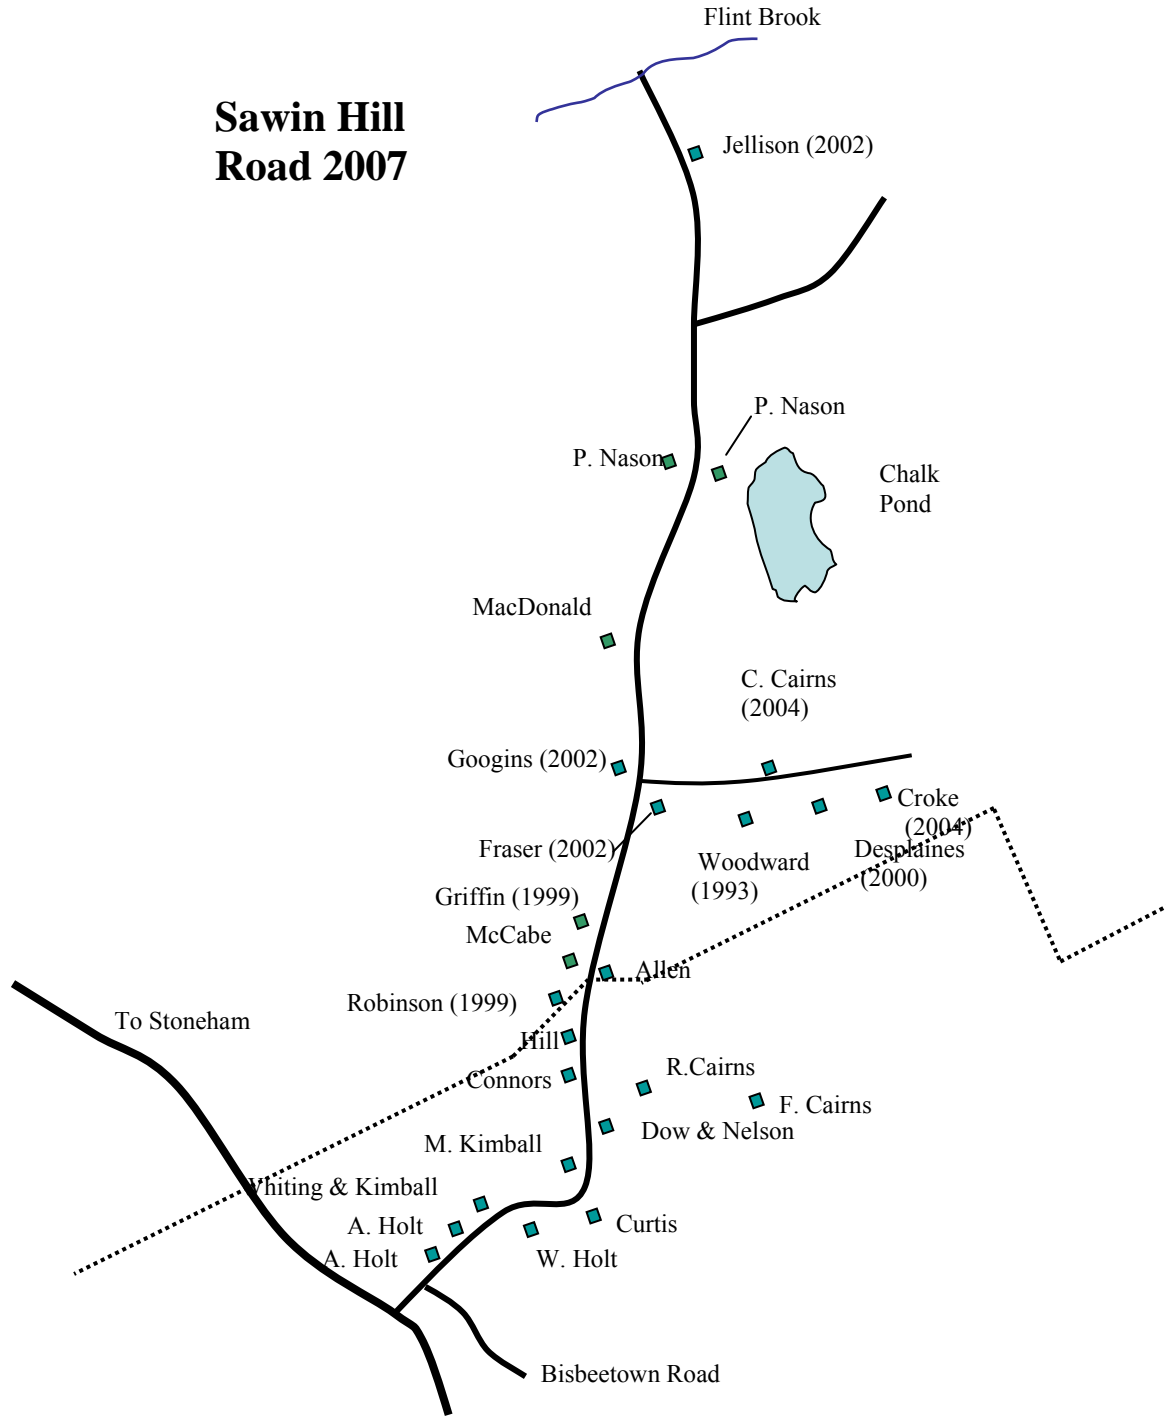 Flint Brook
Sawin Hill
Road 2007
Jellison (2002)
P. Nason
P. Nason
Chalk
Pond
MacDonald
C. Cairns
(2004)
Googins (2002)
Croke
(2004)
Fraser (2002)
Woodward
(1993)
Desplaines
(2000)
Griffin (1999)
McCabe
Allen
Robinson (1999)
To Stoneham
Hill
Connors
R.Cairns
F. Cairns
Dow & Nelson
M. Kimball
Whiting & Kimball
A. Holt
Curtis
A. Holt
W. Holt
Bisbeetown Road